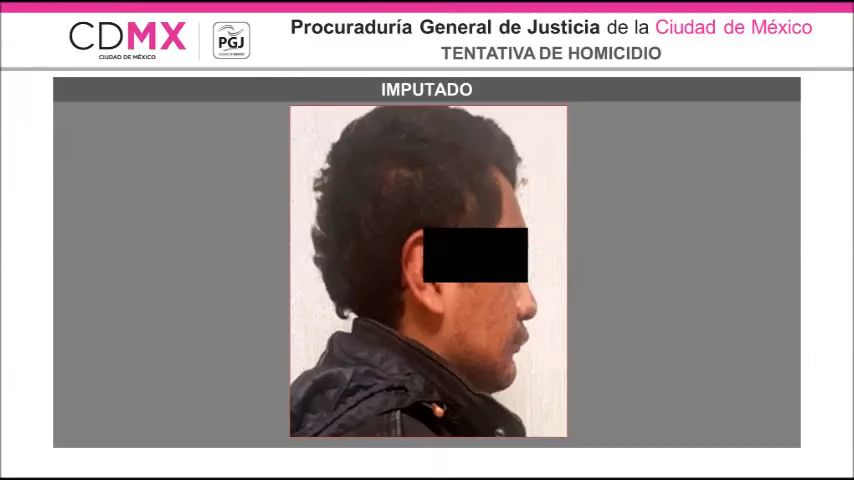 CDMX
CIUDAD DE MÉXICO
PGJ
Procuraduría General de Justicia de la Ciudad de México
TENTATIVA DE HOMICIDIO
IMPUTADO